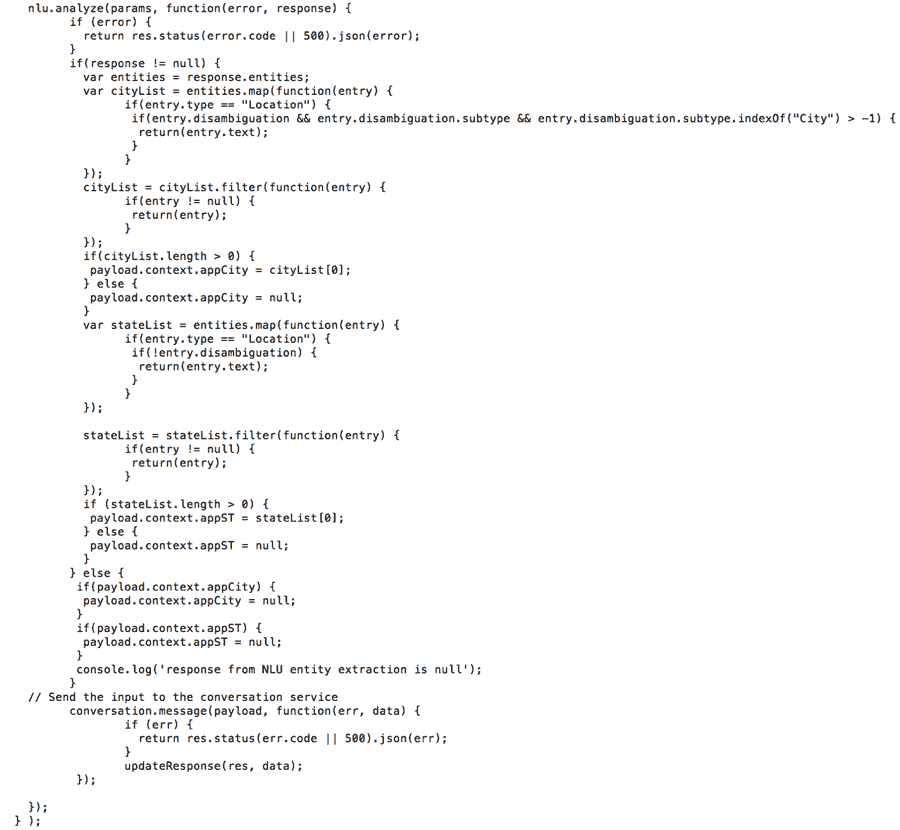 nlu.analyze(params, function(error, response) {
if (error) {
return res.status(error.code || 500).json(error);
}
if(response != null) {
var entities = response.entities;
var cityList = entities.map(function(entry) {
if(entry.type == "Location") {
if(entry.disambiguation && entry.disambiguation.subtype && entry.disambiguation.subtype.indexOf("City") > -1) {
return(entry.text);
}
}
});
cityList = cityList.filter(function(entry) {
if(entry != null) {
return(entry);
}
});
if(cityList.length > 0) {
payload.context.appCity = cityList[0];
} else {
payload.context.appCity = null;
}
var stateList = entities.map(function(entry) {
if(entry.type == "Location") {
if(!entry.disambiguation) {
return(entry.text);
}
}
});
stateList = stateList.filter(function(entry) {
if(entry != null) {
return(entry);
}
});
if (stateList.length > 0) {
payload.context.appST = stateList[0];
} else {
payload.context.appST = null;
}
} else {
if(payload.context.appCity) {
payload.context.appCity = null;
}
if(payload.context.appST) {
payload.context.appST = null;
}
console.log('response from NLU entity extraction is null');
}
// Send the input to the conversation service
conversation.message(payload, function(err, data) {
if (err) {
return res.status(err.code || 500).json(err);
}
updateResponse(res, data);
});
});
} );